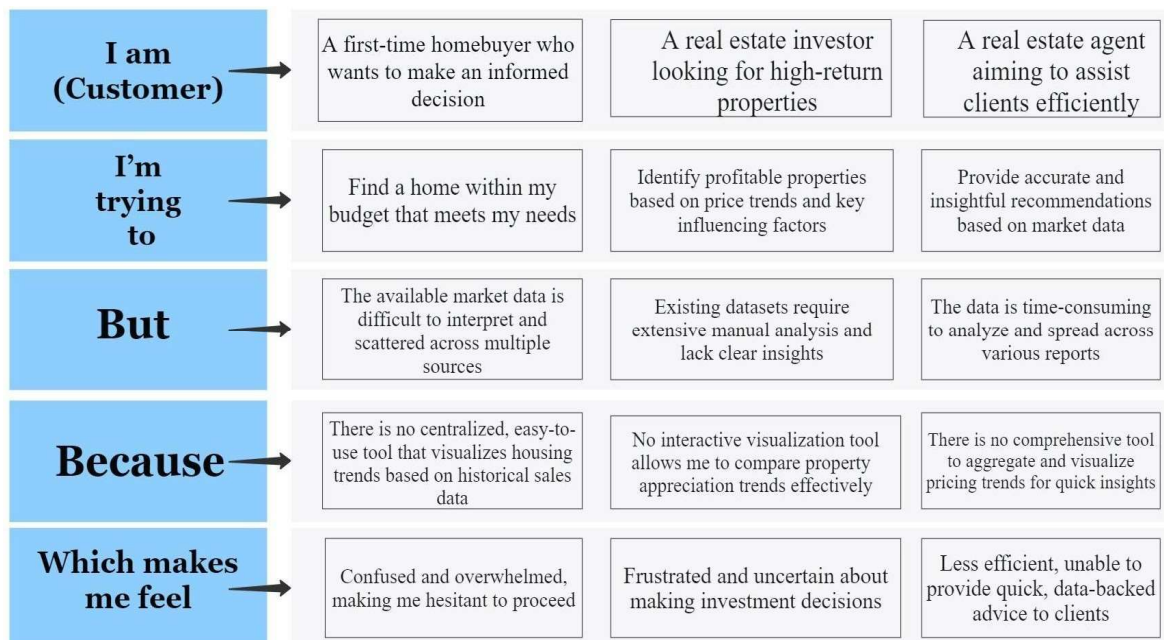 I am
(Customer)
A first-time homebuyer who
wants to make an informed
decision
A real estate investor
looking for high-return
properties
A real estate agent
aiming to assist
clients efficiently
I'm
trying
to
Find a home within my
budget that meets my needs
Identify profitable properties
based on price trends and key
influencing factors
Provide accurate and
insightful recommendations
based on market data
But
The available market data is
difficult to interpret and
scattered across multiple
sources
Existing datasets require
extensive manual analysis and
lack clear insights
The data is time-consuming
to analyze and spread across
various reports
Because
There is no centralized, easy-to-
use tool that visualizes housing
trends based on historical sales
data
No interactive visualization tool
allows me to compare property
appreciation trends effectively
There is no comprehensive tool
to aggregate and visualize
pricing trends for quick insights
Which makes
me feel
Confused and overwhelmed,
making me hesitant to proceed
Frustrated and uncertain about
making investment decisions
Less efficient, unable to
provide quick, data-backed
advice to clients